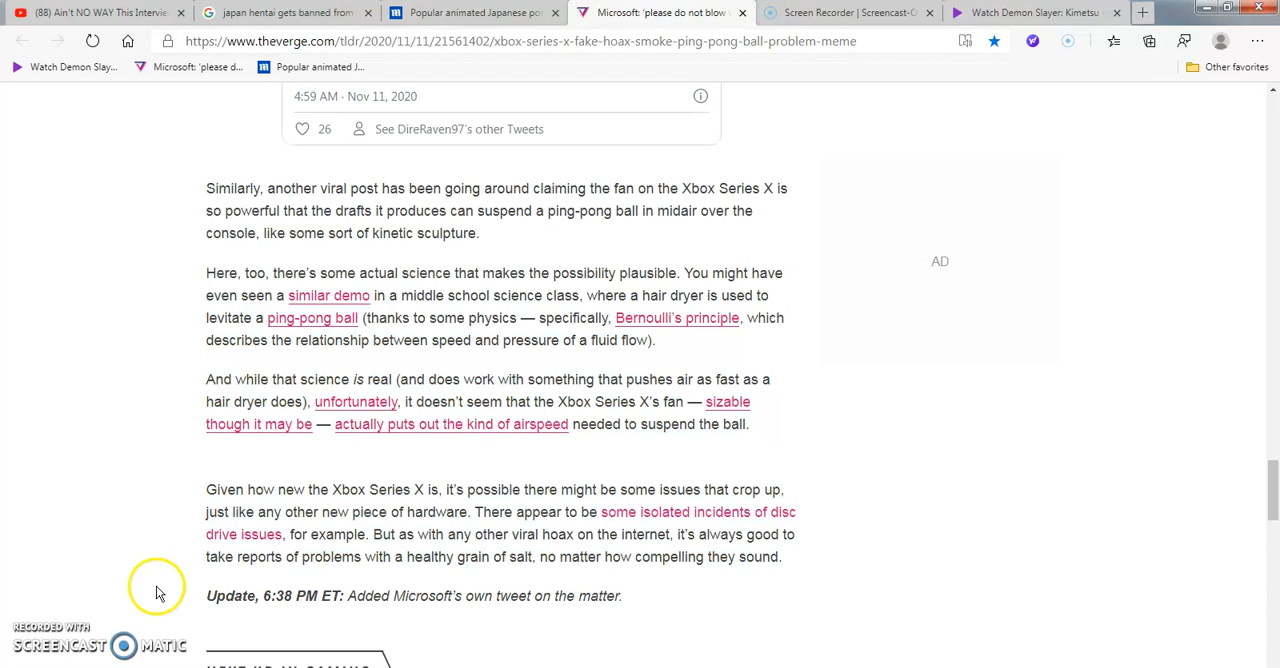 (88) Ain't NO WAY This Intervie
japan hentai gets banned from
Popular animated Japanese por
Microsoft: 'please do not blow
Screen Recorder | Screencast-O
Watch Demon Slayer: Kimetsu
https://www.theverge.com/tldr/2020/11/11/21561402/xbox-series-x-fake-hoax-smoke-ping-pong-ball-problem-meme
Watch Demon Slay...
Microsoft: 'please d...
Popular animated J...
Other favorites
4:59 AM · Nov 11, 2020
26
See DireRaven97's other Tweets
Similarly, another viral post has been going around claiming the fan on the Xbox Series X is
so powerful that the drafts it produces can suspend a ping-pong ball in midair over the
console, like some sort of kinetic sculpture.
AD
Here, too, there's some actual science that makes the possibility plausible. You might have
even seen a similar demo in a middle school science class, where a hair dryer is used to
levitate a ping-pong ball (thanks to some physics — specifically, Bernoulli's principle, which
describes the relationship between speed and pressure of a fluid flow).
And while that science is real (and does work with something that pushes air as fast as a
hair dryer does), unfortunately, it doesn't seem that the Xbox Series X's fan — sizable
though it may be — actually puts out the kind of airspeed needed to suspend the ball.
Given how new the Xbox Series X is, it's possible there might be some issues that crop up,
just like any other new piece of hardware. There appear to be some isolated incidents of disc
drive issues, for example. But as with any other viral hoax on the internet, it's always good to
take reports of problems with a healthy grain of salt, no matter how compelling they sound.
Update, 6:38 PM ET: Added Microsoft's own tweet on the matter.
RECORDED WITH
SCREENCAST MATIC